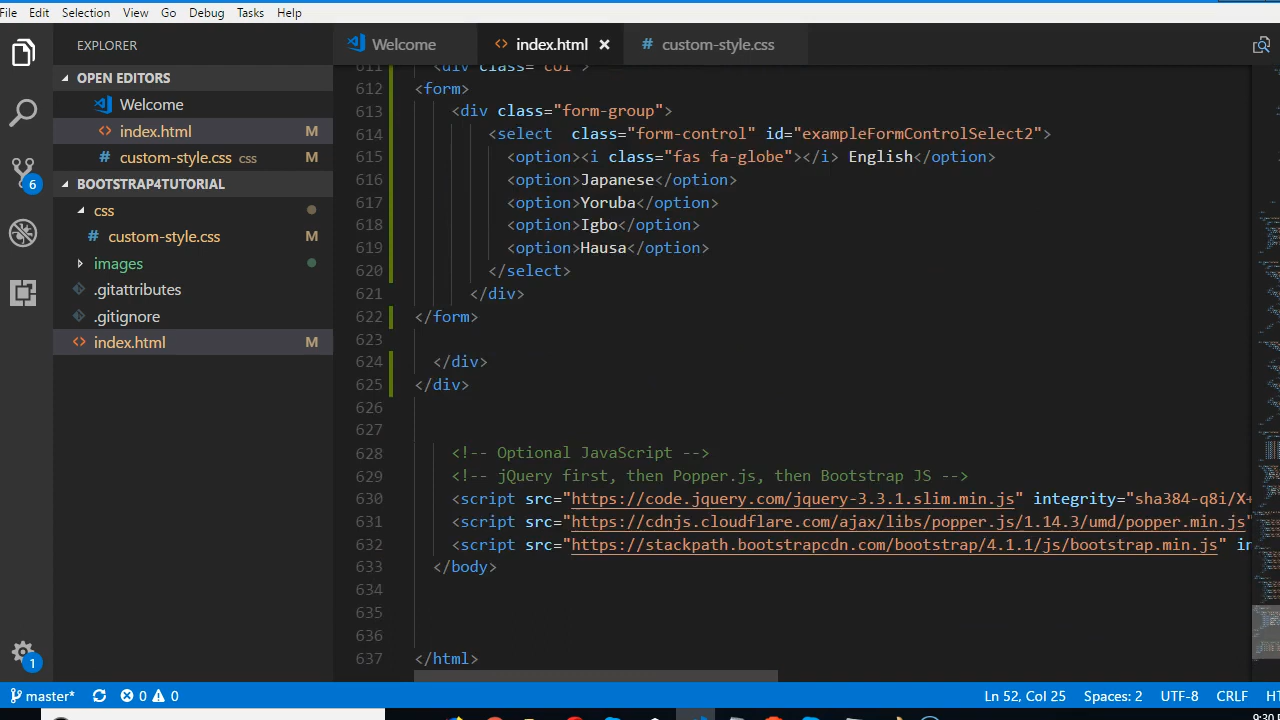 File Edit Selection View Go Debug Tasks Help
EXPLORER
OPEN EDITORS
Welcome
index.html M
custom-style.css css M
BOOTSTRAP4TUTORIAL
css
custom-style.css M
images
.gitattributes
.gitignore
index.html M
6
1
Welcome index.html custom-style.css
611 <div class="col">
612 <form>
613 <div class="form-group">
614 <select  class="form-control" id="exampleFormControlSelect2">
615 <option><i class="fas fa-globe"></i> English</option>
616 <option>Japanese</option>
617 <option>Yoruba</option>
618 <option>Igbo</option>
619 <option>Hausa</option>
620 </select>
621 </div>
622 </form>
623
624 </div>
625 </div>
626
627
628 <!-- Optional JavaScript -->
629 <!-- jQuery first, then Popper.js, then Bootstrap JS -->
630 <script src="https://code.jquery.com/jquery-3.3.1.slim.min.js" integrity="sha384-q8i/X+
631 <script src="https://cdnjs.cloudflare.com/ajax/libs/popper.js/1.14.3/umd/popper.min.js"
632 <script src="https://stackpath.bootstrapcdn.com/bootstrap/4.1.1/js/bootstrap.min.js" in
633 </body>
634
635
636
637 </html>
master* 0 0 Ln 52, Col 25 Spaces: 2 UTF-8 CRLF HT